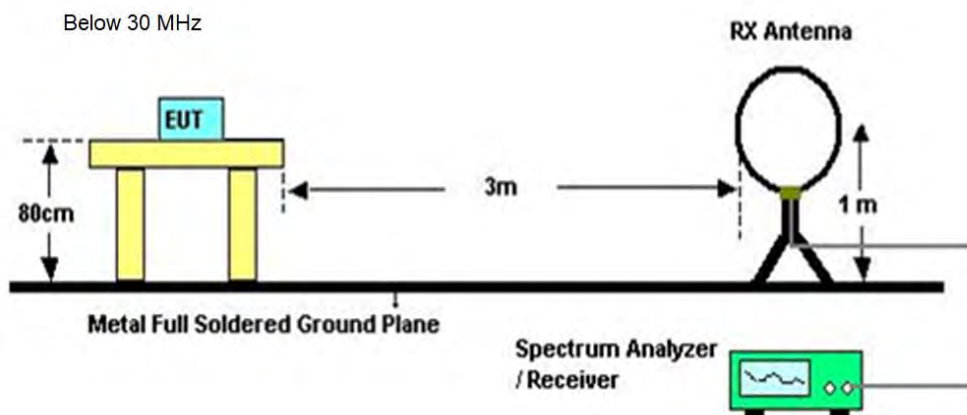 Below 30 MHz
RX Antenna
EUT
3m
80cm
1 m
Metal Full Soldered Ground Plane
Spectrum Analyzer
/ Receiver